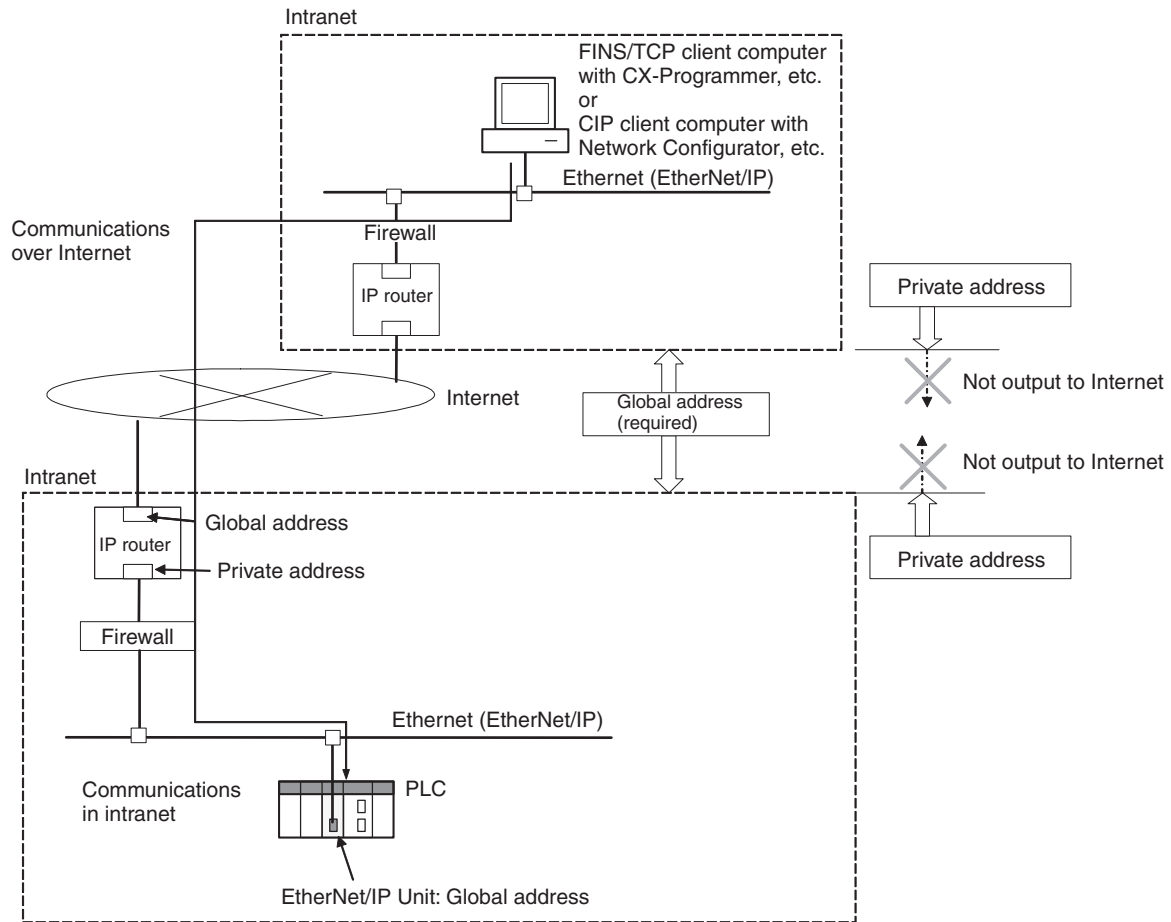 Intranet
FINS/TCP client computer
with CX-Programmer, etc.
or
CIP client computer with
Network Configurator, etc.
Ethernet (EtherNet/IP)
Communications
over Internet
Firewall
IP router
Private address
Not output to Internet
Internet
Global address
(required)
Not output to Internet
Private address
Intranet
Global address
IP router
Private address
Firewall
Ethernet (EtherNet/IP)
Communications
in intranet
PLC
EtherNet/IP Unit: Global address